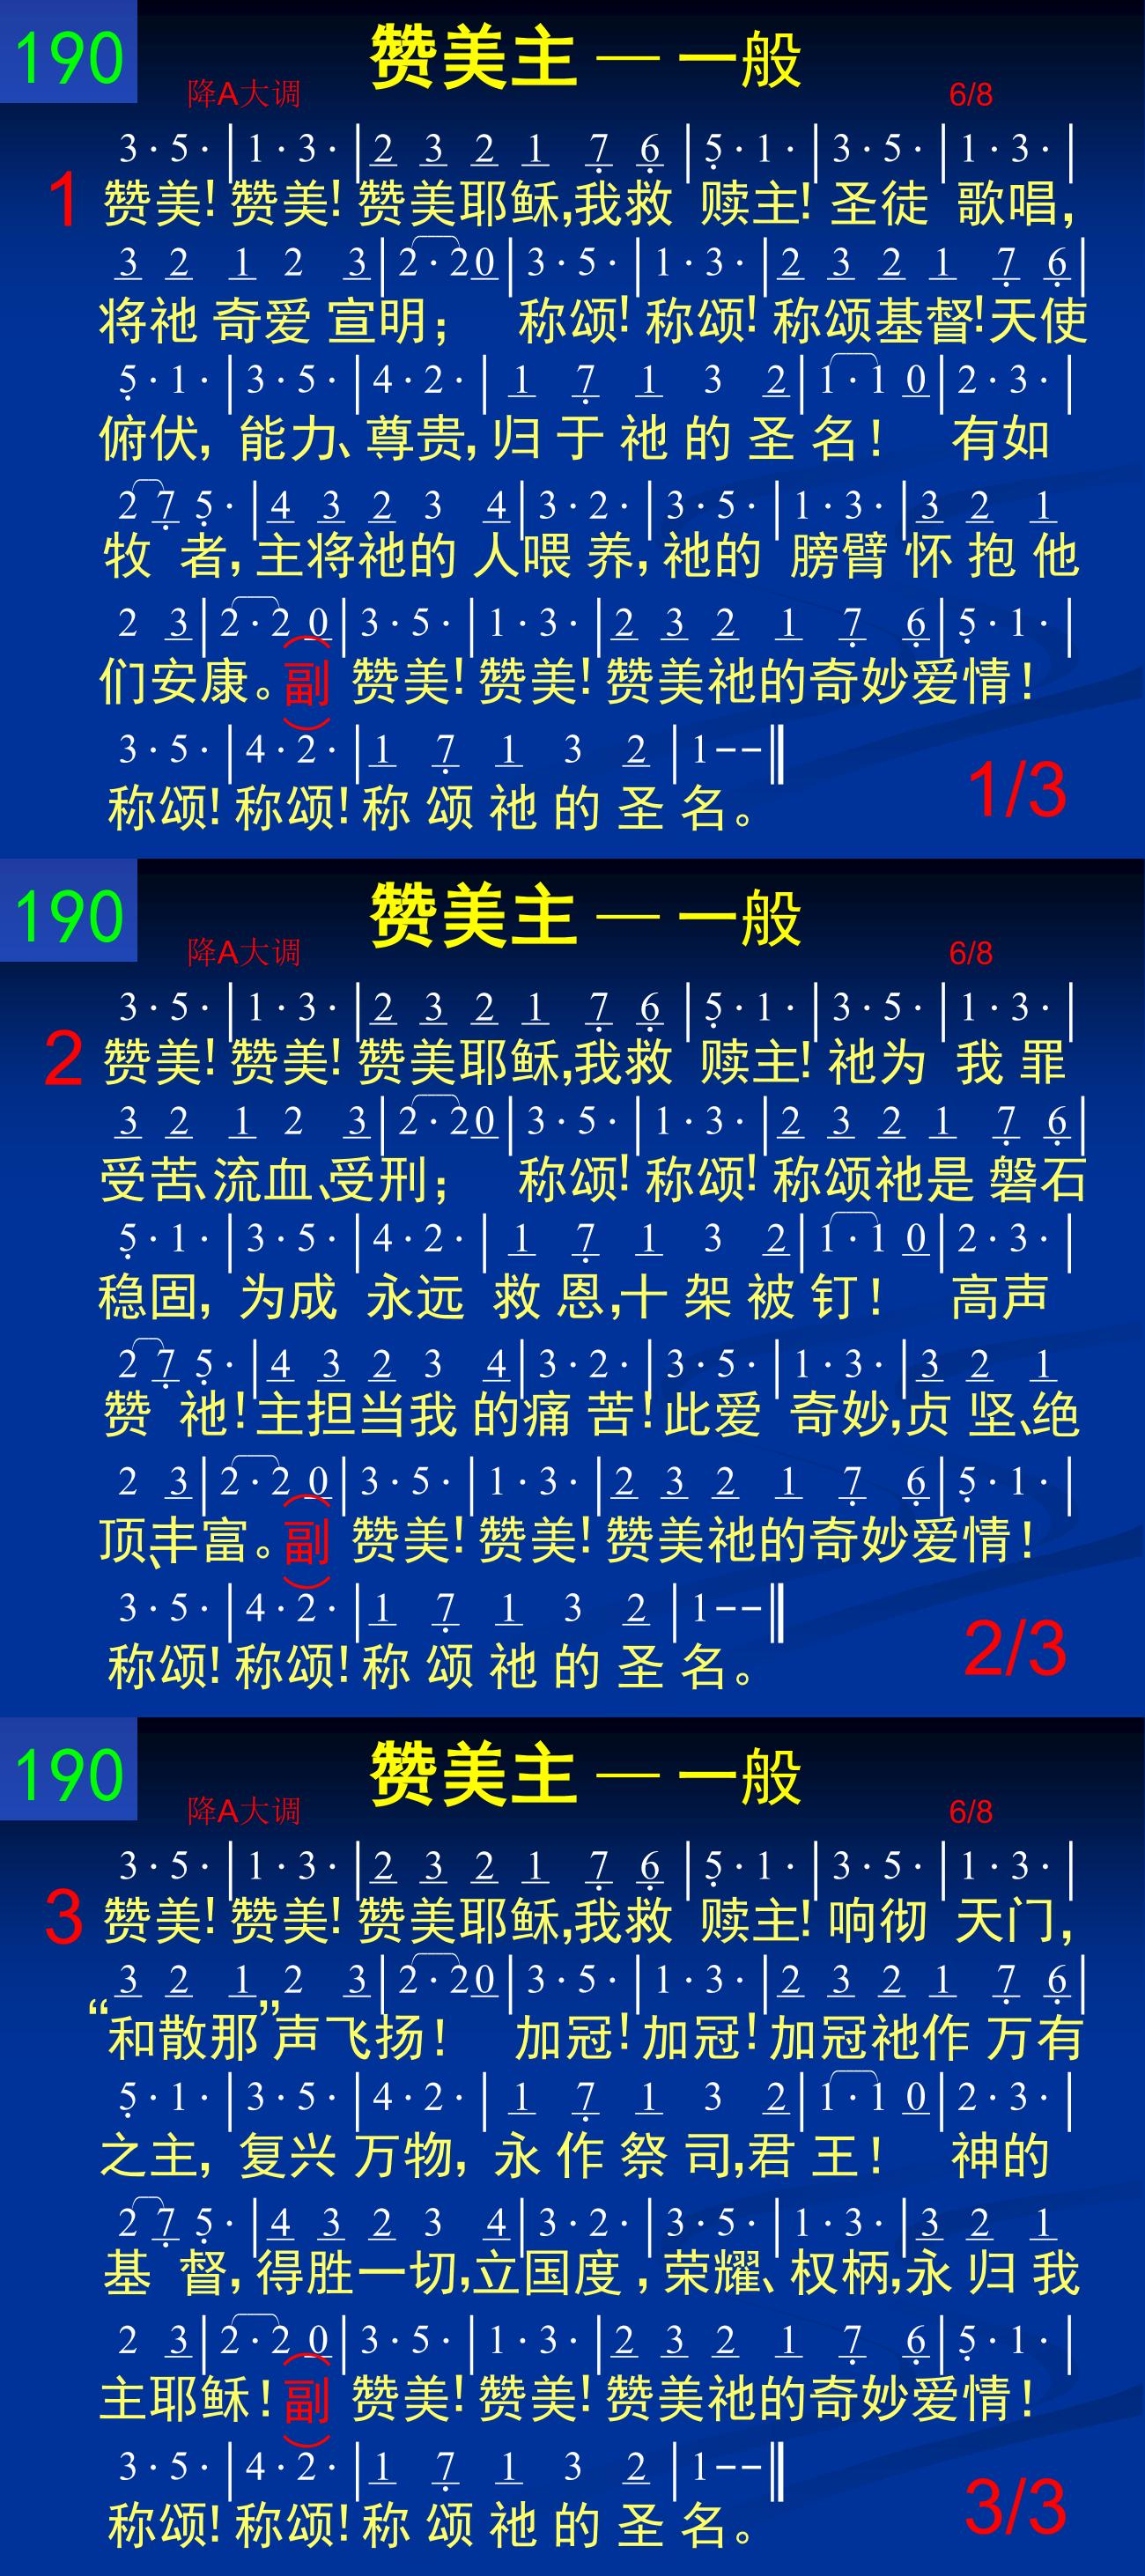 190
赞美主 — 一般
降A大调 6/8
3 · 5 · | 1 · 3 · | 2 3 2 1 7 6 | 5 · 1 · | 3 · 5 · | 1 · 3 · |
1 赞美! 赞美! 赞美耶稣,我救 赎主! 圣徒 歌唱,
3 2 1 2 3 | 2 · 2 0 | 3 · 5 · | 1 · 3 · | 2 3 2 1 7 6 |
将祂 奇爱 宣明; 称颂! 称颂! 称颂基督!天使
5 · 1 · | 3 · 5 · | 4 · 2 · | 1 7 1 3 2 | 1 · 1 0 | 2 · 3 · |
俯伏, 能力、尊贵,归 于 祂 的 圣 名! 有如
2 7 5 · | 4 3 2 3 4 | 3 · 2 · | 3 · 5 · | 1 · 3 · | 3 2 1
牧 者,主将祂的 人喂 养,祂的 膀臂 怀 抱 他
2 3 | 2 · 2 0 | 3 · 5 · | 1 · 3 · | 2 3 2 1 7 6 | 5 · 1 · |
们安康。(副) 赞美! 赞美! 赞美祂的奇妙爱情!
3 · 5 · | 4 · 2 · | 1 7 1 3 2 | 1 – – ||
称颂! 称颂! 称 颂 祂 的 圣 名。
1/3
190
赞美主 — 一般
降A大调 6/8
3 · 5 · | 1 · 3 · | 2 3 2 1 7 6 | 5 · 1 · | 3 · 5 · | 1 · 3 · |
2 赞美! 赞美! 赞美耶稣,我救 赎主! 祂为 我 罪
3 2 1 2 3 | 2 · 2 0 | 3 · 5 · | 1 · 3 · | 2 3 2 1 7 6 |
受苦、流血、受刑; 称颂! 称颂! 称颂祂是 磐石
5 · 1 · | 3 · 5 · | 4 · 2 · | 1 7 1 3 2 | 1 · 1 0 | 2 · 3 · |
稳固, 为成 永远 救 恩,十 架 被 钉! 高声
2 7 5 · | 4 3 2 3 4 | 3 · 2 · | 3 · 5 · | 1 · 3 · | 3 2 1
赞 祂!主担当我 的痛 苦!此爱 奇妙,贞 坚、绝
2 3 | 2 · 2 0 | 3 · 5 · | 1 · 3 · | 2 3 2 1 7 6 | 5 · 1 · |
顶、丰富。(副) 赞美! 赞美! 赞美祂的奇妙爱情!
3 · 5 · | 4 · 2 · | 1 7 1 3 2 | 1 – – ||
称颂! 称颂! 称 颂 祂 的 圣 名。
2/3
190
赞美主 — 一般
降A大调 6/8
3 · 5 · | 1 · 3 · | 2 3 2 1 7 6 | 5 · 1 · | 3 · 5 · | 1 · 3 · |
3 赞美! 赞美! 赞美耶稣,我救 赎主! 响彻 天门,
3 2 1 2 3 | 2 · 2 0 | 3 · 5 · | 1 · 3 · | 2 3 2 1 7 6 |
“和散那”声飞扬! 加冠! 加冠! 加冠祂作 万有
5 · 1 · | 3 · 5 · | 4 · 2 · | 1 7 1 3 2 | 1 · 1 0 | 2 · 3 · |
之主, 复兴 万物, 永 作 祭 司,君 王! 神的
2 7 5 · | 4 3 2 3 4 | 3 · 2 · | 3 · 5 · | 1 · 3 · | 3 2 1
基 督,得胜一切,立国度,荣耀、权柄,永 归 我
2 3 | 2 · 2 0 | 3 · 5 · | 1 · 3 · | 2 3 2 1 7 6 | 5 · 1 · |
主耶稣!(副) 赞美! 赞美! 赞美祂的奇妙爱情!
3 · 5 · | 4 · 2 · | 1 7 1 3 2 | 1 – – ||
称颂! 称颂! 称 颂 祂 的 圣 名。
3/3